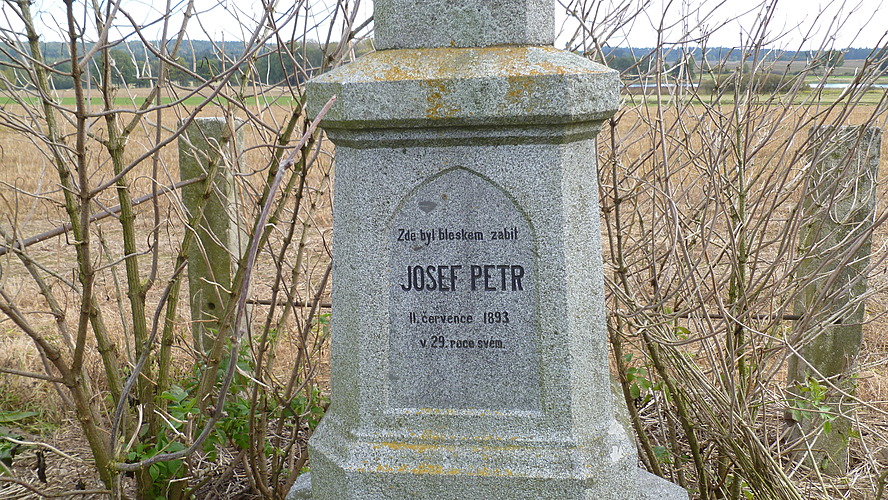 Zde byl bleskem zabit
JOSEF PETR
11. července 1893
v 29. roce svém.